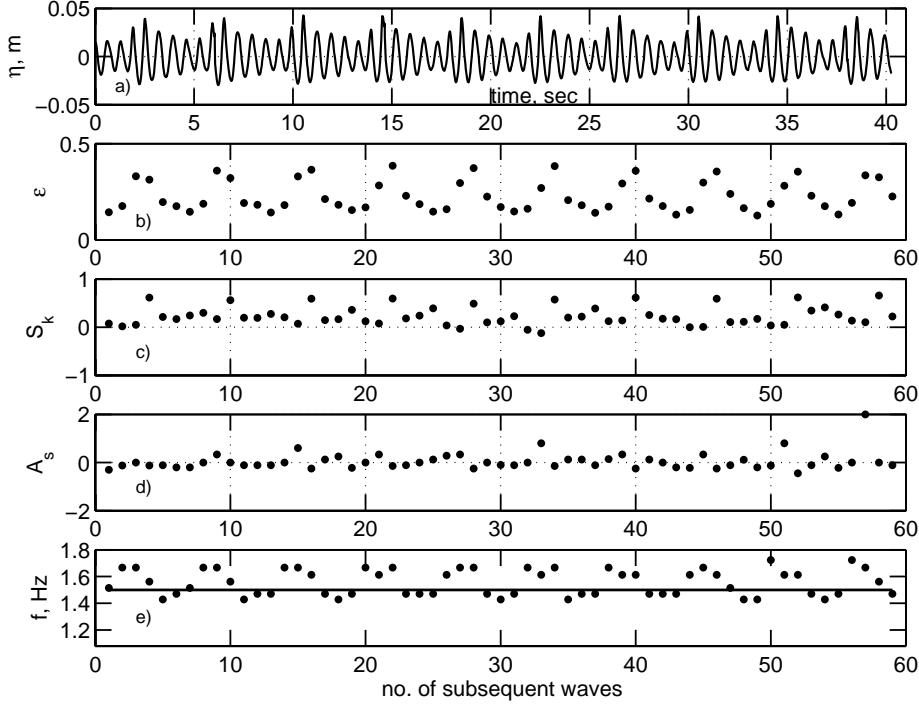 0.05
0
−0.05
η, m
a)
time, sec
0 5 10 15 20 25 30 35 40
0.5
0
ε
b)
0 10 20 30 40 50 60
1
0
−1
S_k
c)
0 10 20 30 40 50 60
2
0
−2
A_s
d)
0 10 20 30 40 50 60
1.8
1.6
1.4
1.2
f, Hz
e)
0 10 20 30 40 50 60
no. of subsequent waves